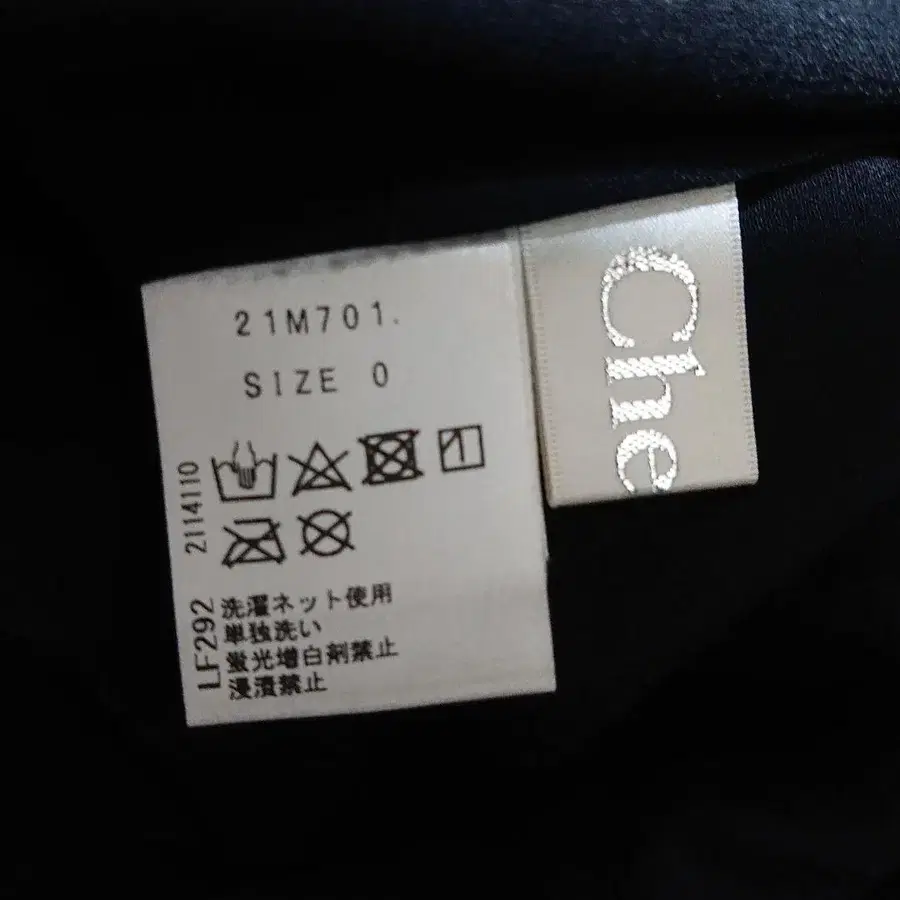 21M701.
SIZE 0
2114110
LF292
洗濯ネット使用
単独洗い
蛍光増白剤禁止
浸漬禁止
Che